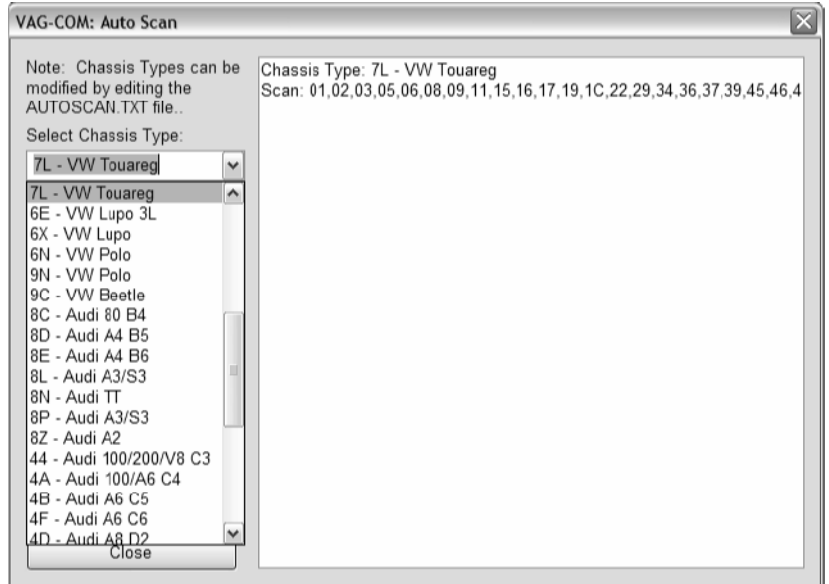 VAG-COM: Auto Scan
Note: Chassis Types can be
modified by editing the
AUTOSCAN.TXT file..
Select Chassis Type:
7L - VW Touareg
7L - VW Touareg
6E - VW Lupo 3L
6X - VW Lupo
6N - VW Polo
9N - VW Polo
9C - VW Beetle
8C - Audi 80 B4
8D - Audi A4 B5
8E - Audi A4 B6
8L - Audi A3/S3
8N - Audi TT
8P - Audi A3/S3
8Z - Audi A2
44 - Audi 100/200/V8 C3
4A - Audi 100/A6 C4
4B - Audi A6 C5
4F - Audi A6 C6
4D - Audi A8 D2
Close
Chassis Type: 7L - VW Touareg
Scan: 01,02,03,05,06,08,09,11,15,16,17,19,1C,22,29,34,36,37,39,45,46,4